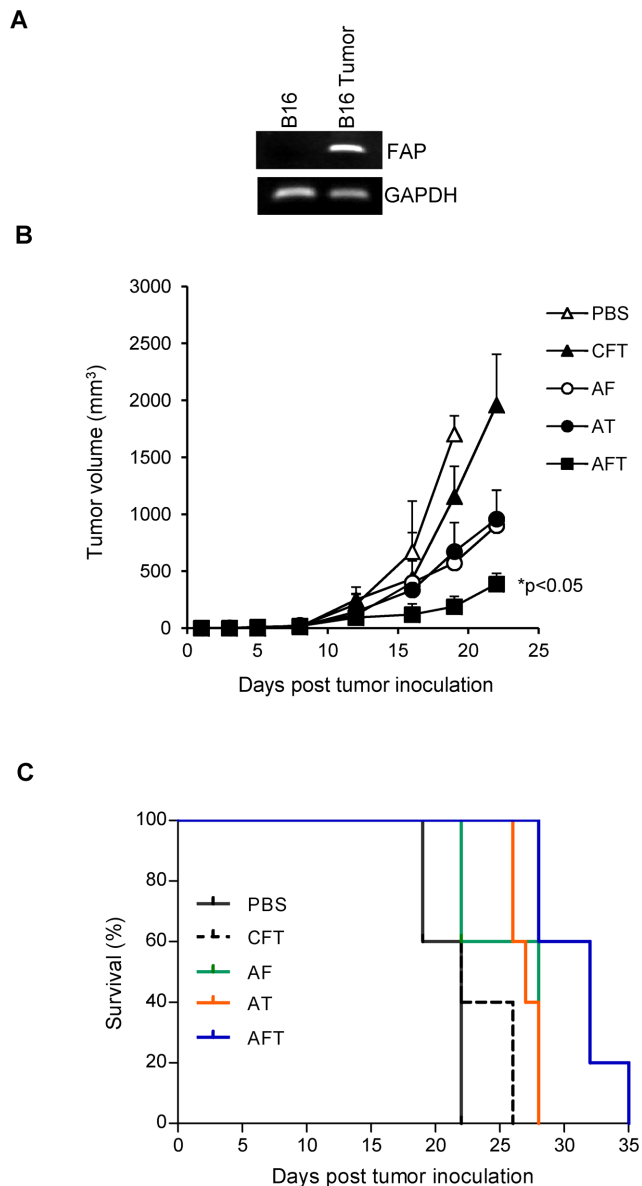 A
B16
B16 Tumor
FAP
GAPDH
B
3000
2500
2000
1500
1000
500
0
Tumor volume (mm³)
0 5 10 15 20 25
Days post tumor inoculation
PBS
CFT
AF
AT
AFT
*p<0.05
C
100
80
60
40
20
0
Survival (%)
PBS
CFT
AF
AT
AFT
0 5 10 15 20 25 30 35
Days post tumor inoculation